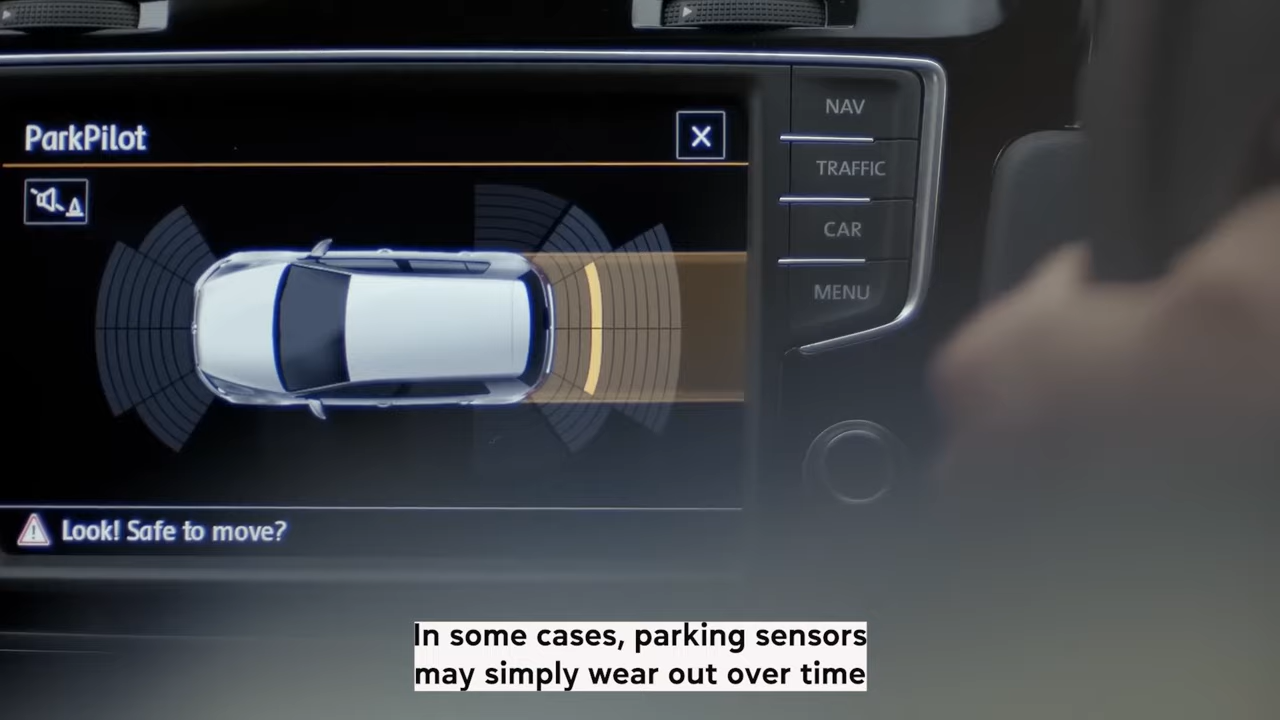 ParkPilot
X
NAV
TRAFFIC
CAR
MENU
Look! Safe to move?
In some cases, parking sensors
may simply wear out over time